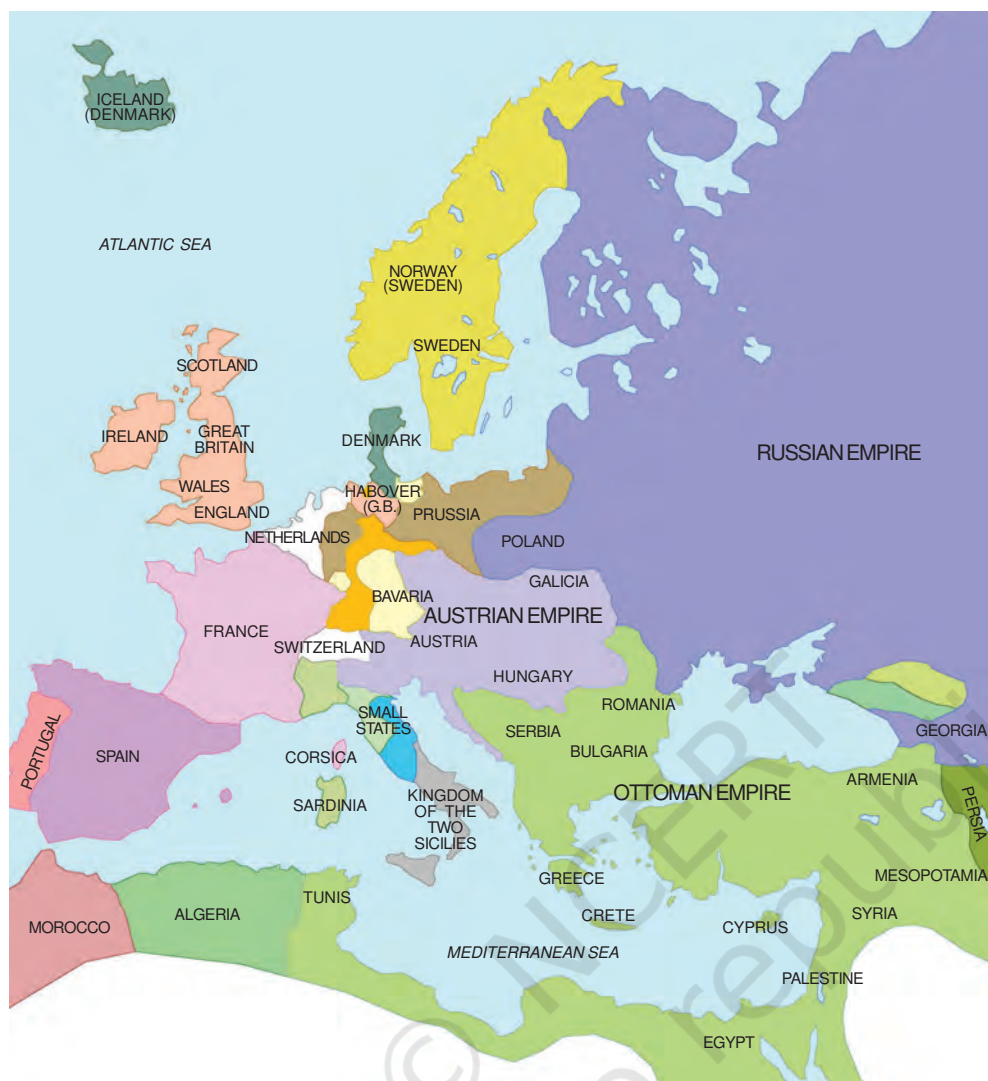 ICELAND
(DENMARK)
ATLANTIC SEA
NORWAY
(SWEDEN)
SWEDEN
SCOTLAND
IRELAND
GREAT
BRITAIN
DENMARK
RUSSIAN EMPIRE
WALES
ENGLAND
HABOVER
(G.B.)
PRUSSIA
NETHERLANDS
POLAND
GALICIA
BAVARIA
AUSTRIAN EMPIRE
FRANCE
AUSTRIA
SWITZERLAND
HUNGARY
ROMANIA
SMALL
STATES
SERBIA
GEORGIA
PORTUGAL
SPAIN
CORSICA
BULGARIA
ARMENIA
OTTOMAN EMPIRE
PERSIA
SARDINIA
KINGDOM
OF THE
TWO
SICILIES
GREECE
MESOPOTAMIA
TUNIS
ALGERIA
CRETE
SYRIA
MOROCCO
CYPRUS
MEDITERRANEAN SEA
PALESTINE
EGYPT
© NCERT
republi